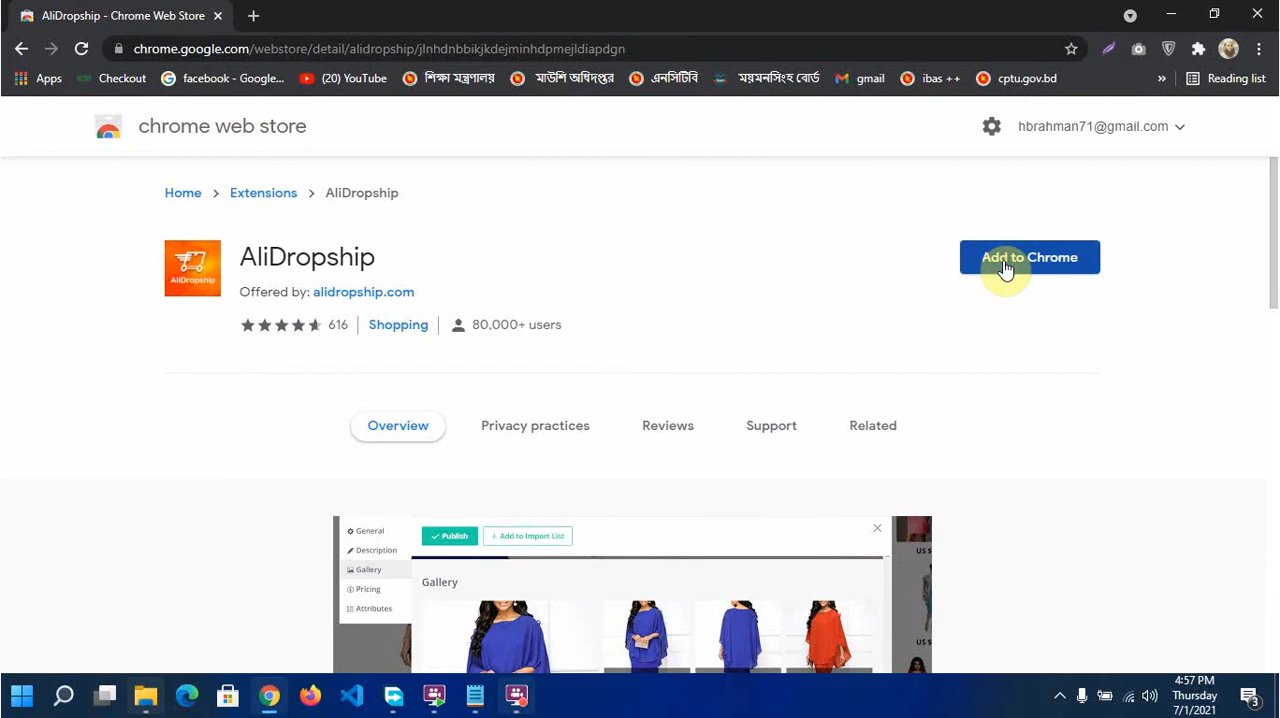 AliDropship - Chrome Web Store
chrome.google.com/webstore/detail/alidropship/jlnhdnbbikjkdejminhdpmejldiapdgn
Apps Checkout facebook - Google... (20) YouTube শিক্ষা মন্ত্রণালয় মাউশি অধিদপ্তর এনসিটিবি ময়মনসিংহ বোর্ড gmail ibas ++ cptu.gov.bd » Reading list
chrome web store hbrahman71@gmail.com
Home > Extensions > AliDropship
AliDropship
AliDropship
Add to Chrome
Offered by: alidropship.com
616 Shopping 80,000+ users
Overview Privacy practices Reviews Support Related
General
Description
Gallery
Pricing
Attributes
Publish + Add to Import List
Gallery
US $
US $
4:57 PM
Thursday
7/1/2021
3